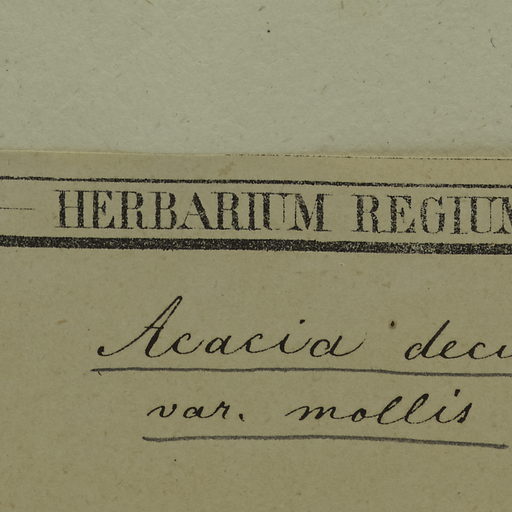 HERBARIUM REGIUM
Acacia
var. mollis